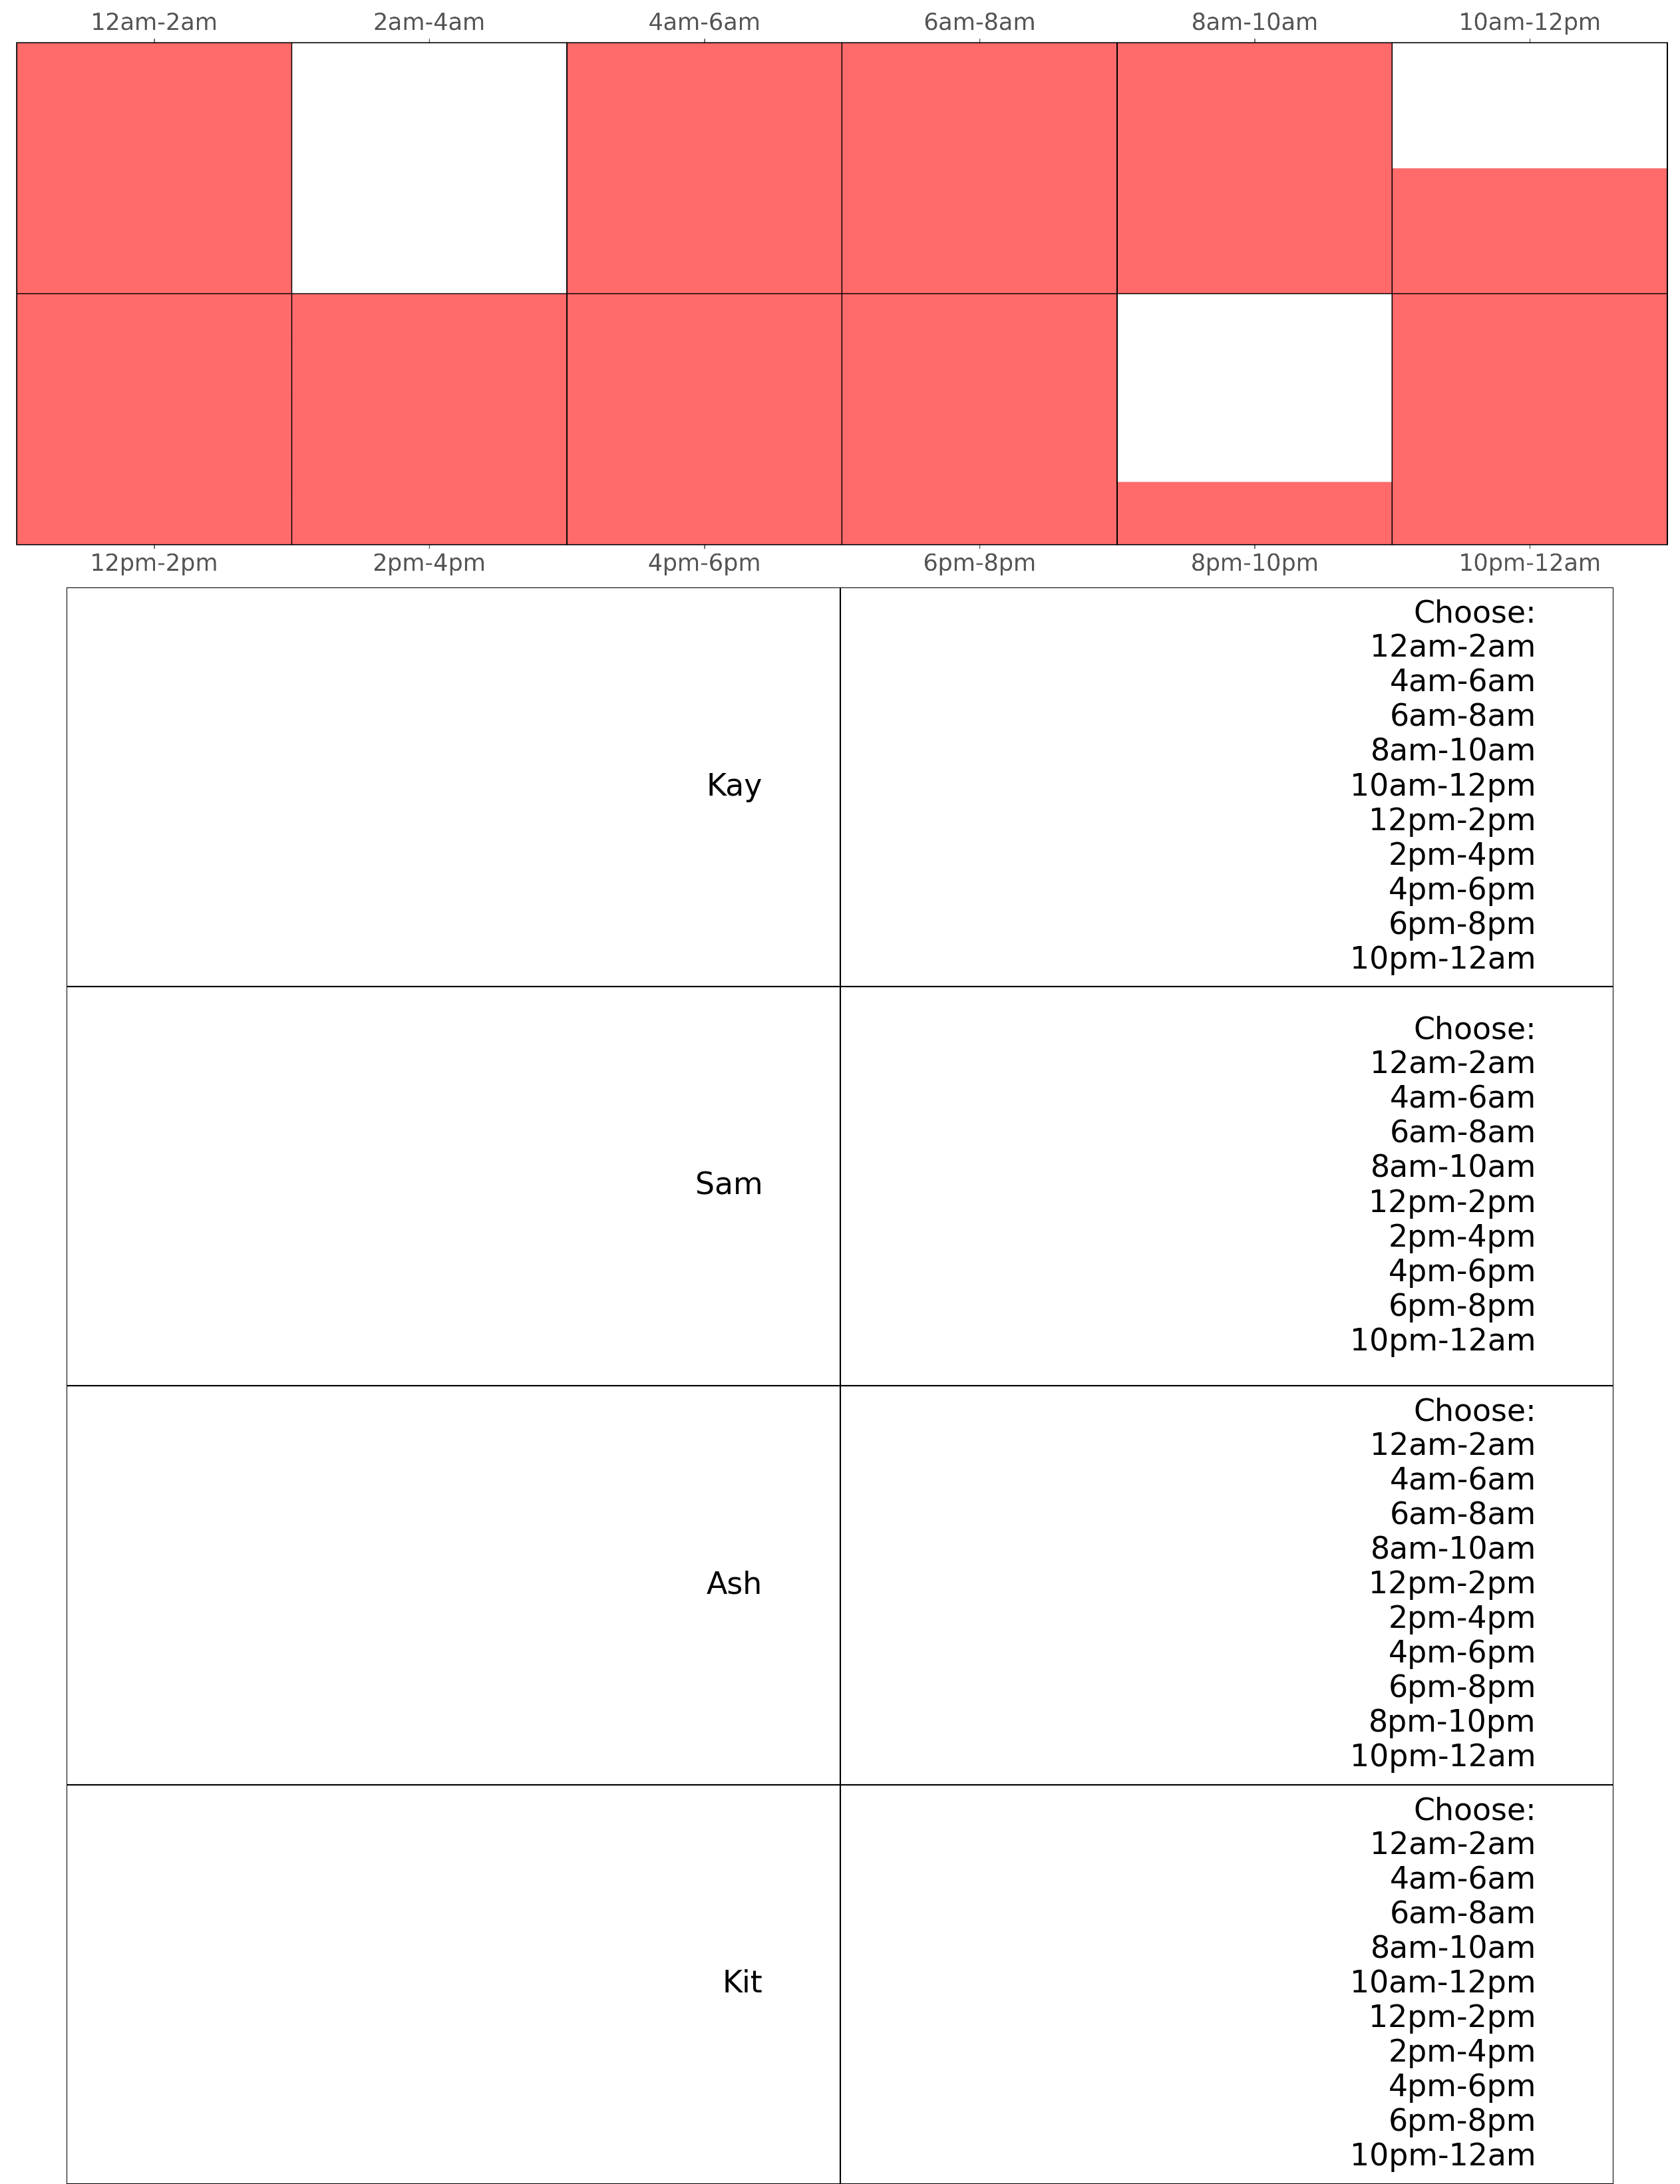 12am-2am 2am-4am 4am-6am 6am-8am 8am-10am 10am-12pm
12pm-2pm 2pm-4pm 4pm-6pm 6pm-8pm 8pm-10pm 10pm-12am
Kay
Choose:
12am-2am
4am-6am
6am-8am
8am-10am
10am-12pm
12pm-2pm
2pm-4pm
4pm-6pm
6pm-8pm
10pm-12am
Sam
Choose:
12am-2am
4am-6am
6am-8am
8am-10am
12pm-2pm
2pm-4pm
4pm-6pm
6pm-8pm
10pm-12am
Ash
Choose:
12am-2am
4am-6am
6am-8am
8am-10am
12pm-2pm
2pm-4pm
4pm-6pm
6pm-8pm
8pm-10pm
10pm-12am
Kit
Choose:
12am-2am
4am-6am
6am-8am
8am-10am
10am-12pm
12pm-2pm
2pm-4pm
4pm-6pm
6pm-8pm
10pm-12am